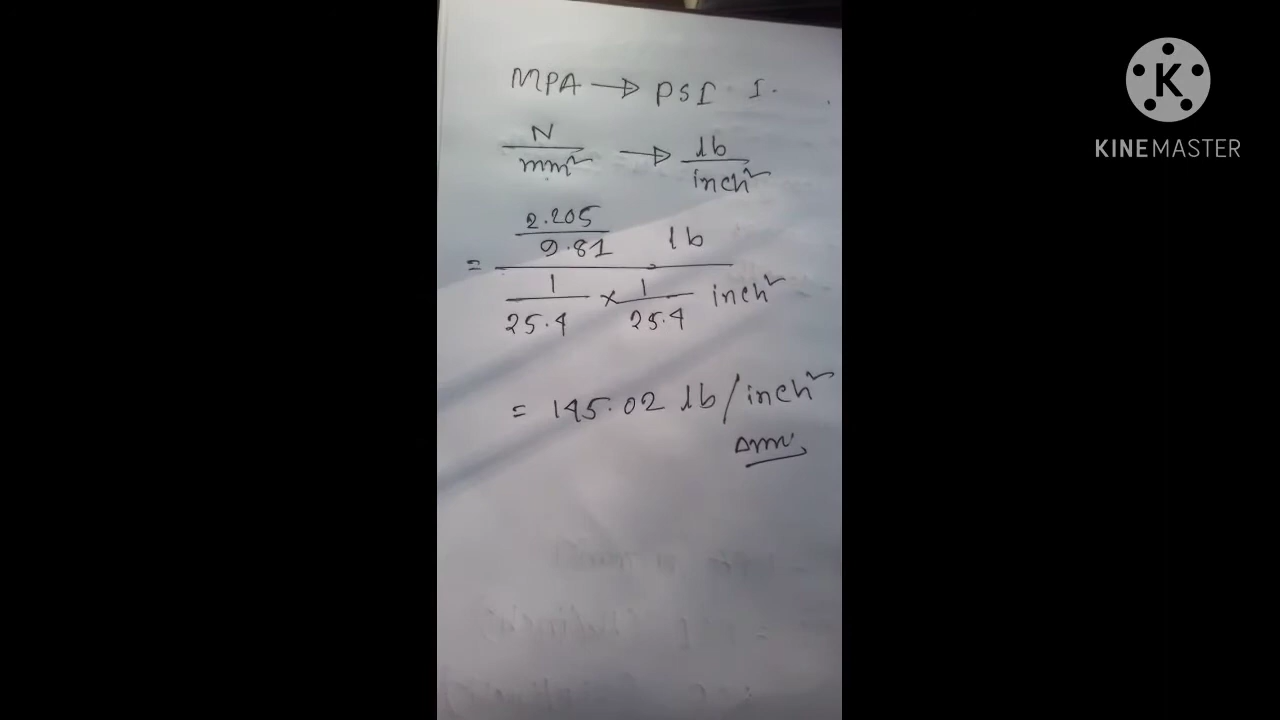 MPA → PSI I.
N/mm² → lb/inch²
= (2.205/9.81 lb)/(1/25.4 × 1/25.4 inch²)
= 145.02 lb/inch²
K
KINEMASTER